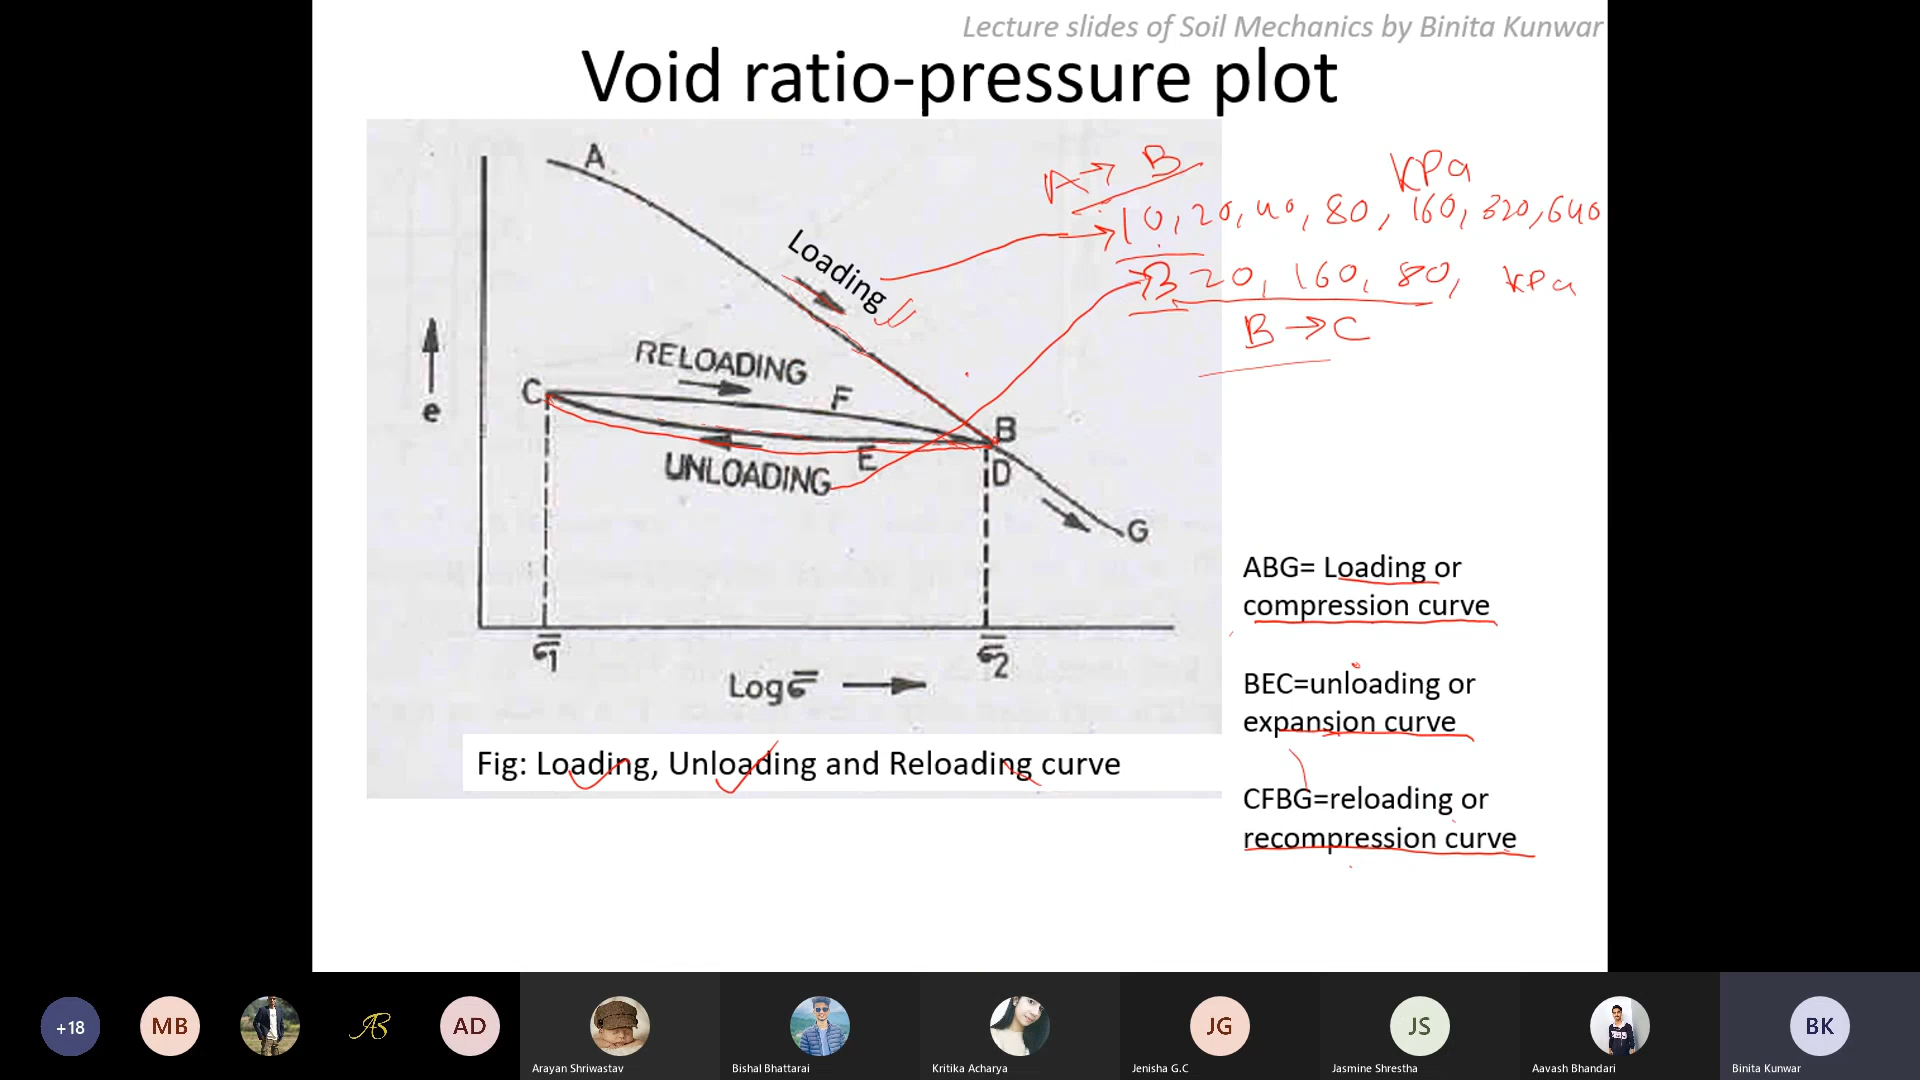 Lecture slides of Soil Mechanics by Binita Kunwar
Void ratio-pressure plot
A
A → B
kPa
10, 20, 40, 80, 160, 320, 640
Loading
320, 160, 80, kPa
B → C
RELOADING
C
F
e
B
E
UNLOADING
D
G
ABG= Loading or
compression curve
σ̅1
σ̅2
Log σ̅
BEC=unloading or
expansion curve
Fig: Loading, Unloading and Reloading curve
CFBG=reloading or
recompression curve
+18
MB
AS
AD
JG
JS
BK
Arayan Shriwastav
Bishal Bhattarai
Kritika Acharya
Jenisha G.C
Jasmine Shrestha
Aavash Bhandari
Binita Kunwar